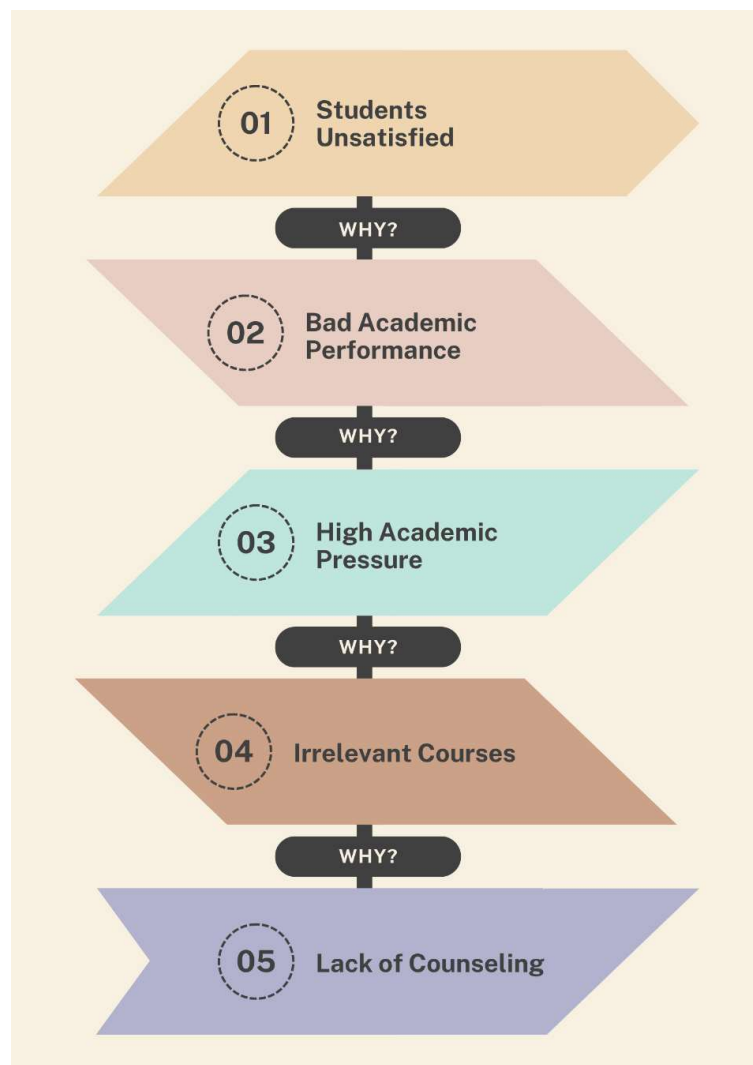 01
Students
Unsatisfied
WHY?
02
Bad Academic
Performance
WHY?
03
High Academic
Pressure
WHY?
04
Irrelevant Courses
WHY?
05
Lack of Counseling